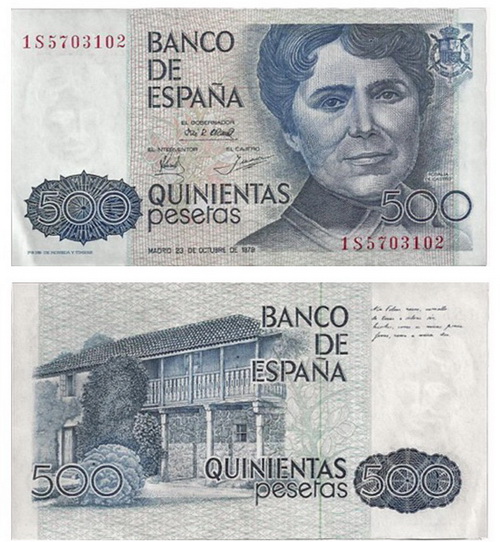 1S5703102
BANCO
DE
ESPAÑA
EL GOBERNADOR
EL INTERVENTOR EL CAJERO
QUINIENTAS
pesetas
500
500
MADRID 23 DE OCTUBRE DE 1979
1S5703102
BANCO
DE
ESPAÑA
500
QUINIENTAS
pesetas
500